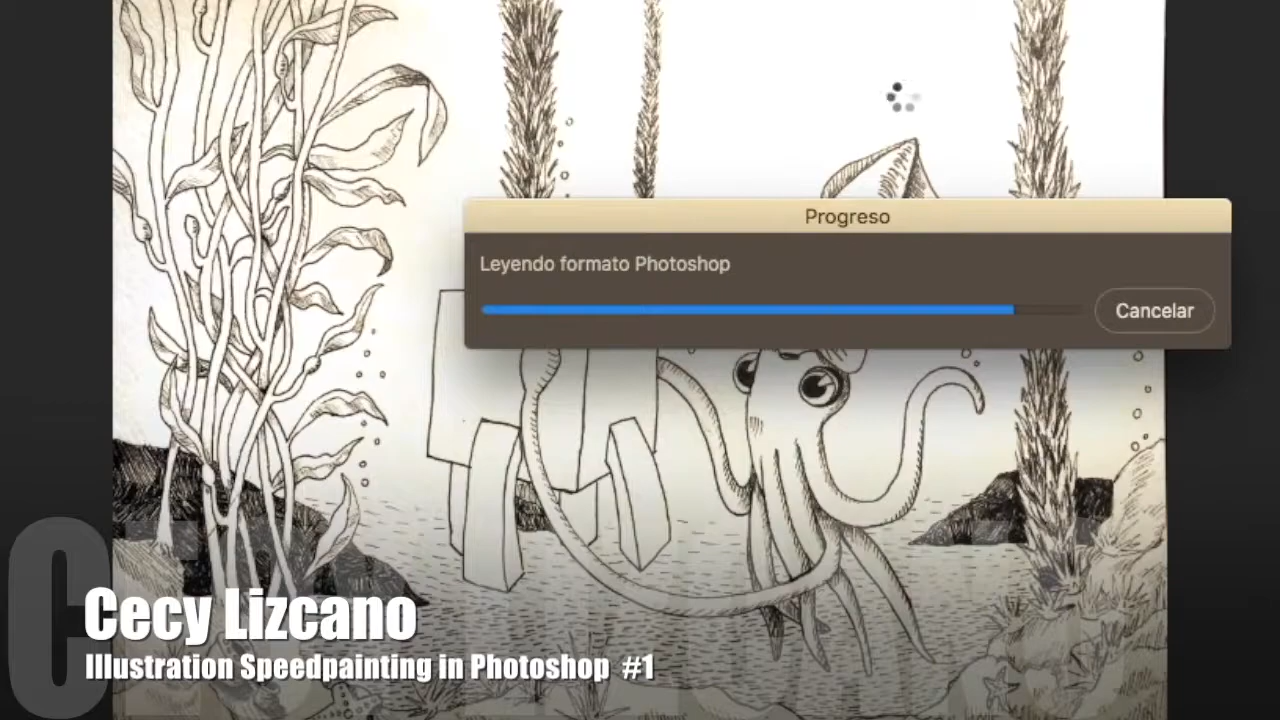 Progreso
Leyendo formato Photoshop
Cancelar
Cecy Lizcano
Illustration Speedpainting in Photoshop #1